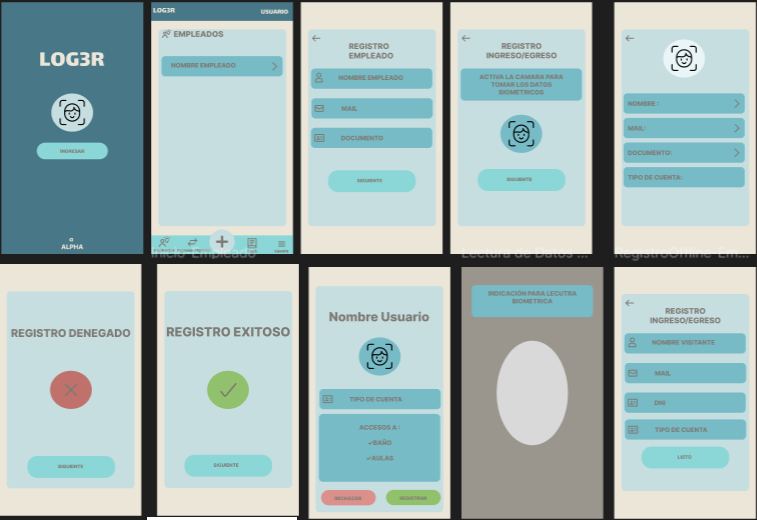 LOG3R
INGRESAR
ALPHA
LOG3R
USUARIO
EMPLEADOS
NOMBRE EMPLEADO
REGISTRO
EMPLEADO
NOMBRE EMPLEADO
MAIL
DOCUMENTO
SIGUIENTE
REGISTRO
INGRESO/EGRESO
ACTIVA LA CAMARA PARA
TOMAR LOS DATOS
BIOMETRICOS
SIGUIENTE
NOMBRE:
MAIL:
DOCUMENTO:
TIPO DE CUENTA:
Inicio-Empleado
Lectura de Datos ...
RegistroOffline-Em...
REGISTRO DENEGADO
SIGUIENTE
REGISTRO EXITOSO
SIGUIENTE
Nombre Usuario
TIPO DE CUENTA
ACCESOS A :
✓BAÑO
✓AULAS
RECHAZAR
REGISTRAR
INDICACIÓN PARA LECUTRA
BIOMETRICA
REGISTRO
INGRESO/EGRESO
NOMBRE VISITANTE
MAIL
DNI
TIPO DE CUENTA
LISTO